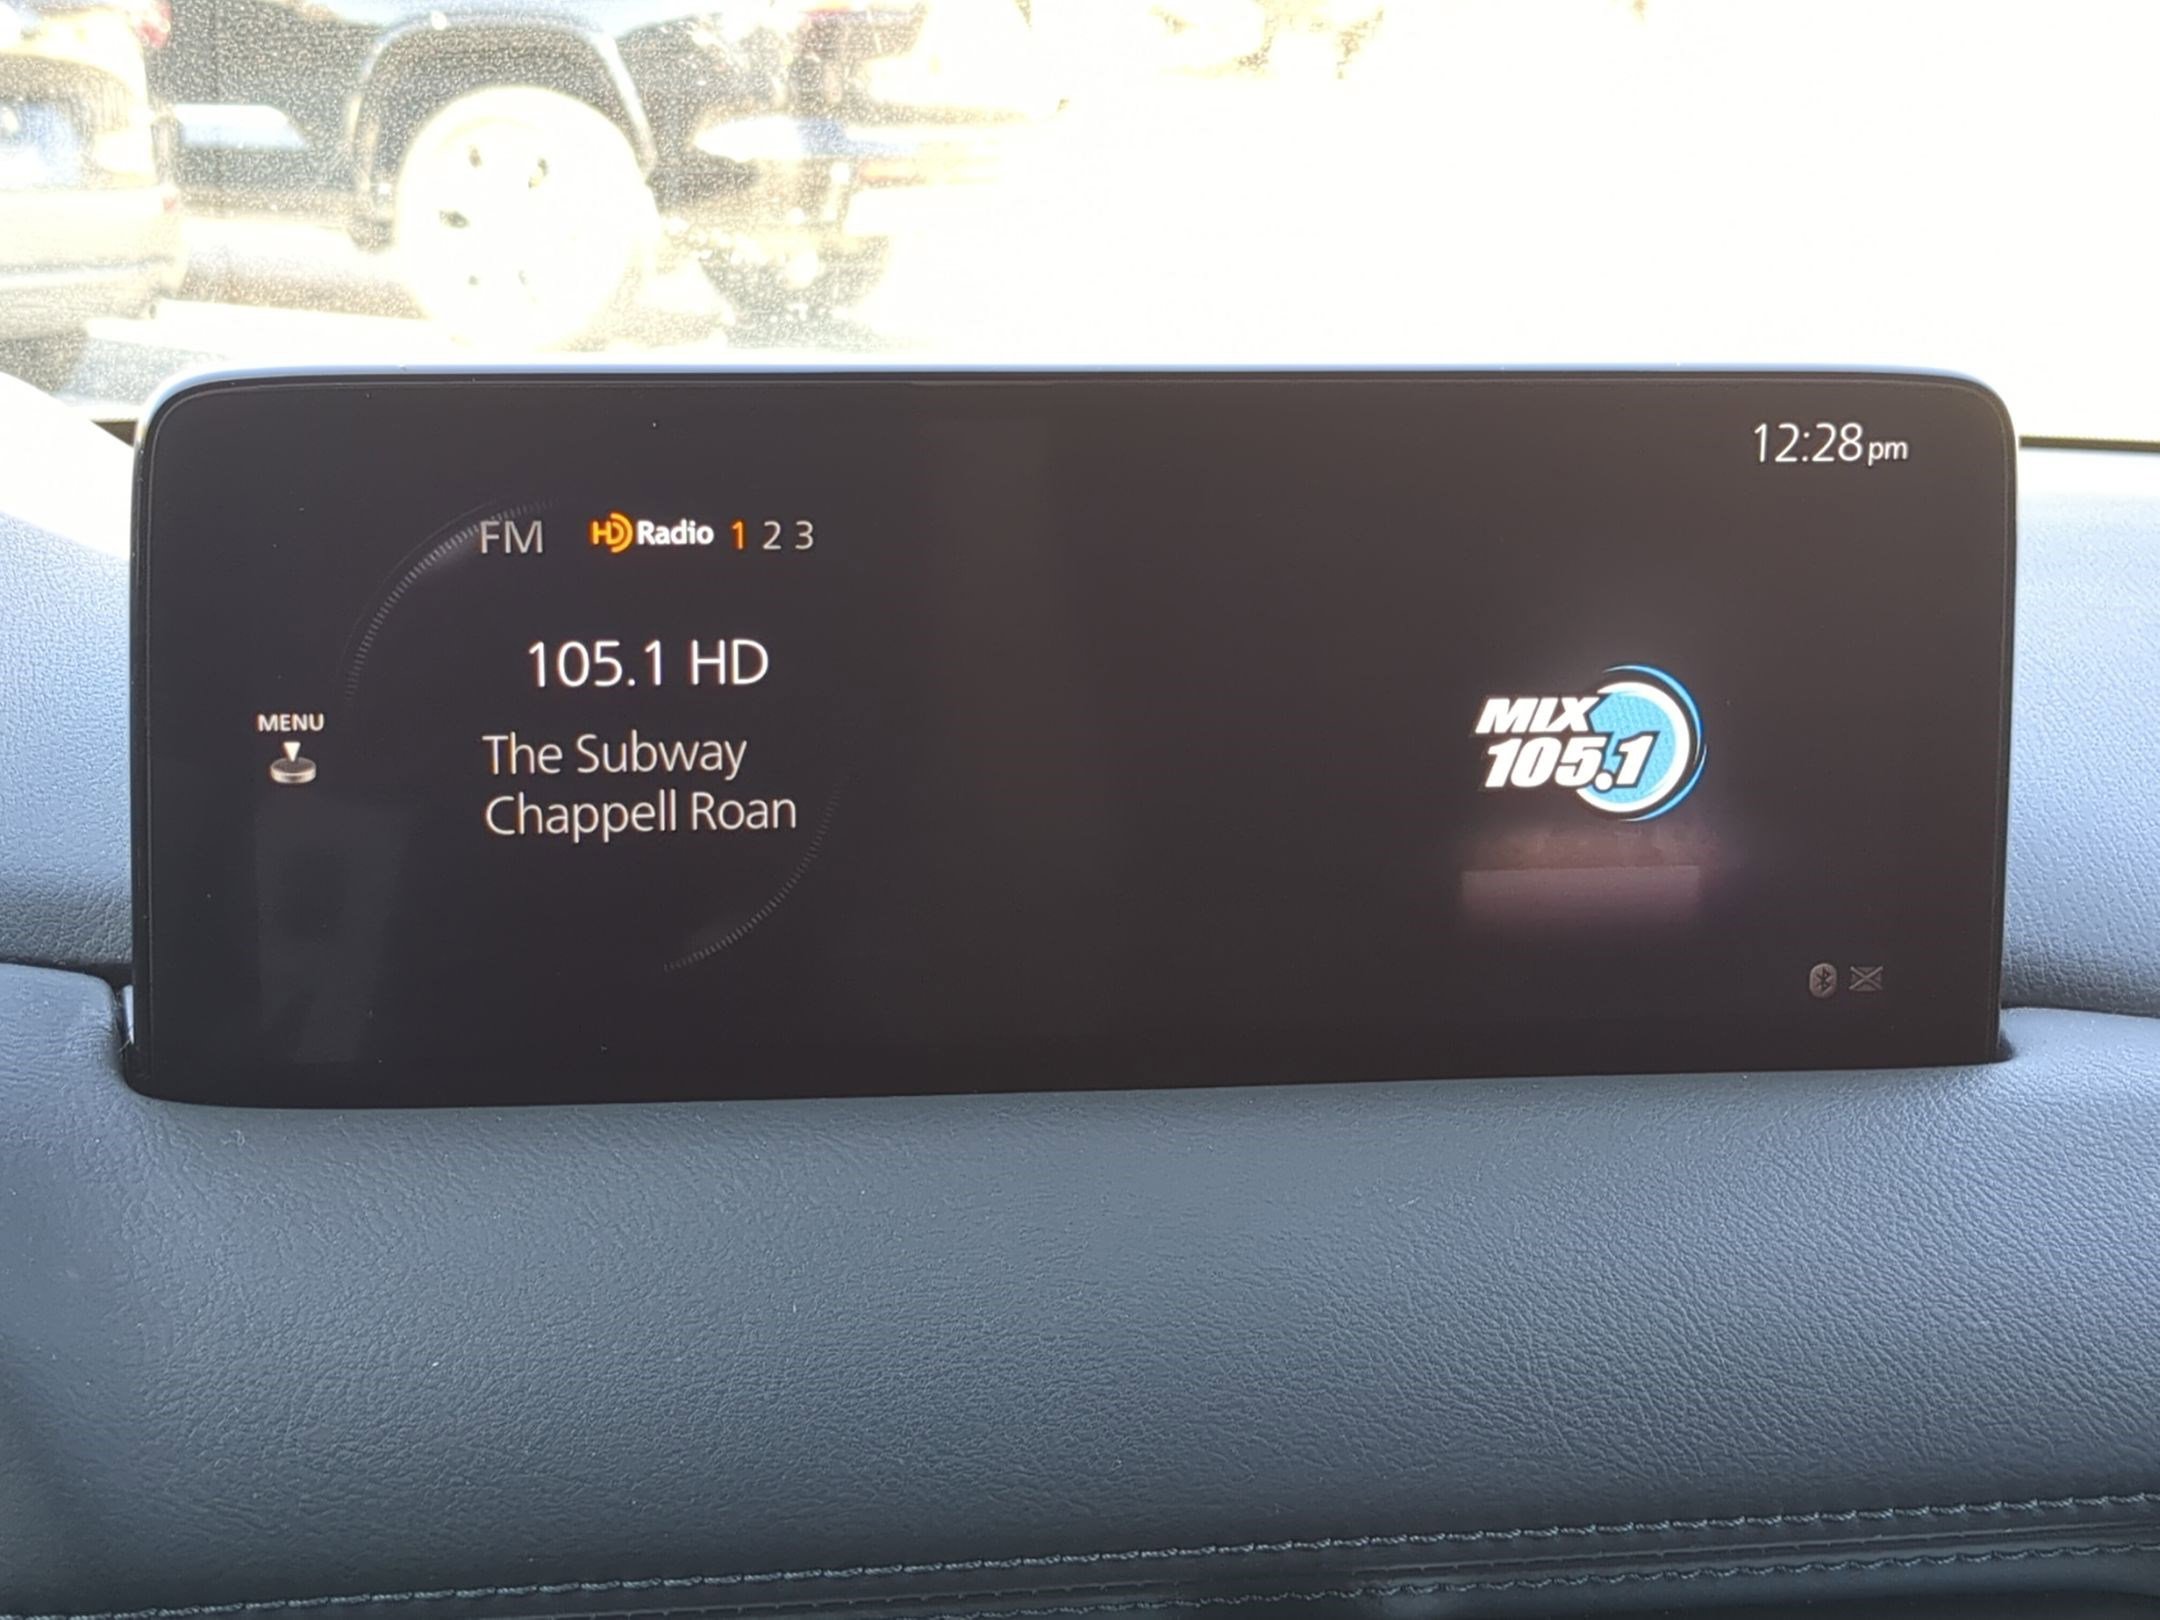 12:28pm
FM HD Radio 1 2 3
105.1 HD
MENU
The Subway
Chappell Roan
MIX
105.1